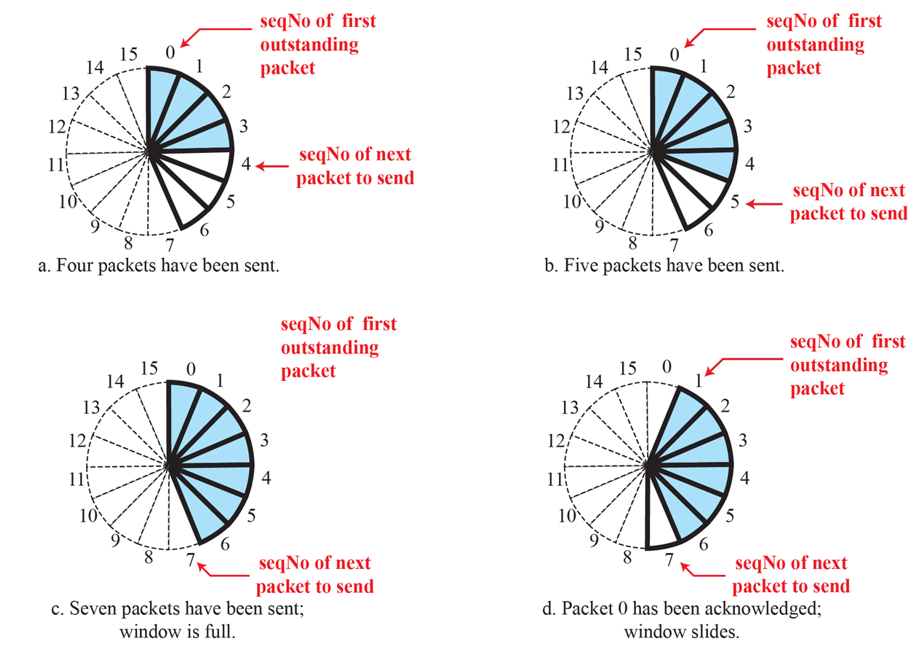 seqNo of first
outstanding
packet
0
1
2
3
4
5
6
7
8
9
10
11
12
13
14
15
seqNo of next
packet to send
a. Four packets have been sent.
seqNo of first
outstanding
packet
0
1
2
3
4
5
6
7
8
9
10
11
12
13
14
15
seqNo of next
packet to send
b. Five packets have been sent.
seqNo of first
outstanding
packet
0
1
2
3
4
5
6
7
8
9
10
11
12
13
14
15
seqNo of next
packet to send
c. Seven packets have been sent;
window is full.
seqNo of first
outstanding
packet
0
1
2
3
4
5
6
7
8
9
10
11
12
13
14
15
seqNo of next
packet to send
d. Packet 0 has been acknowledged;
window slides.